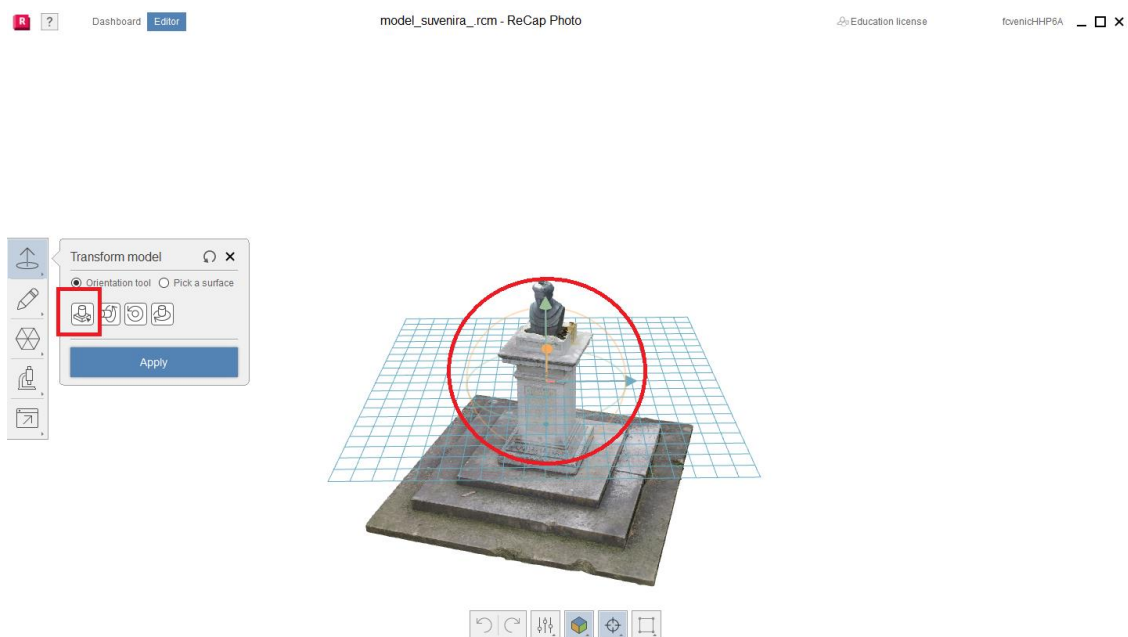 R ? Dashboard Editor model_suvenira_.rcm - ReCap Photo Education license fcvenicHHP6A
Transform model
Orientation tool Pick a surface
Apply